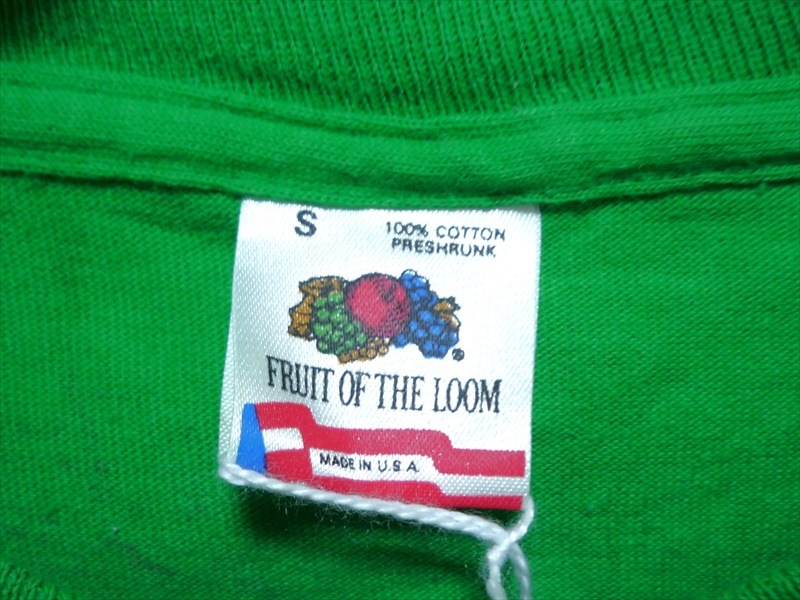 S
100% COTTON
PRESHRUNK
®
FRUIT OF THE LOOM
MADE IN U.S.A.